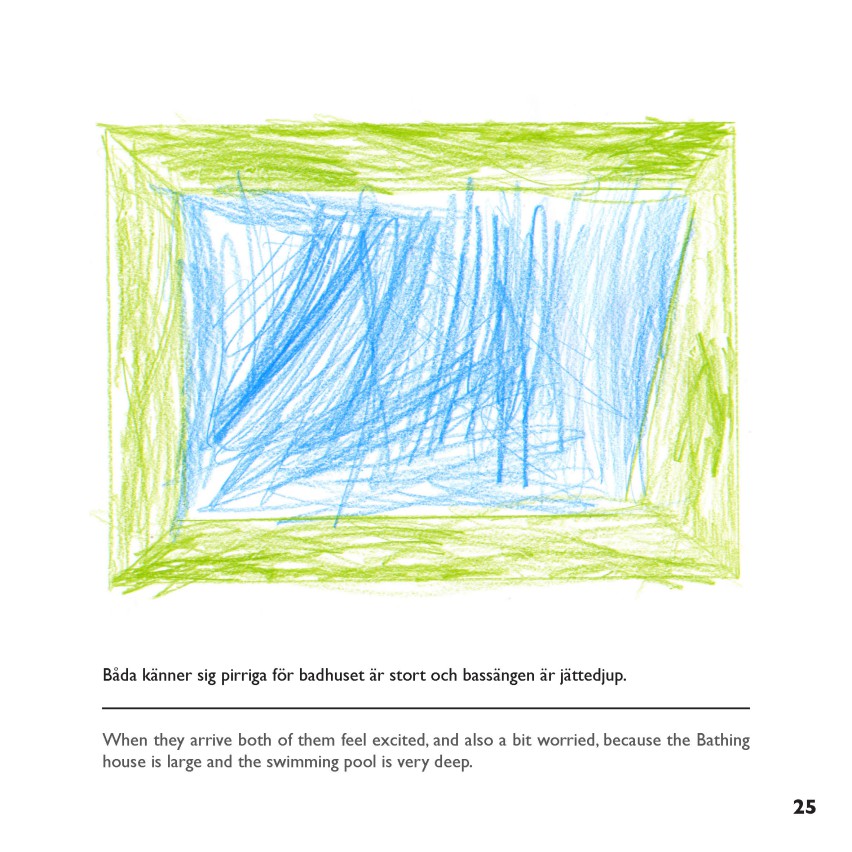 Båda känner sig pirriga för badhuset är stort och bassängen är jättedjup.
When they arrive both of them feel excited, and also a bit worried, because the Bathing
house is large and the swimming pool is very deep.
25